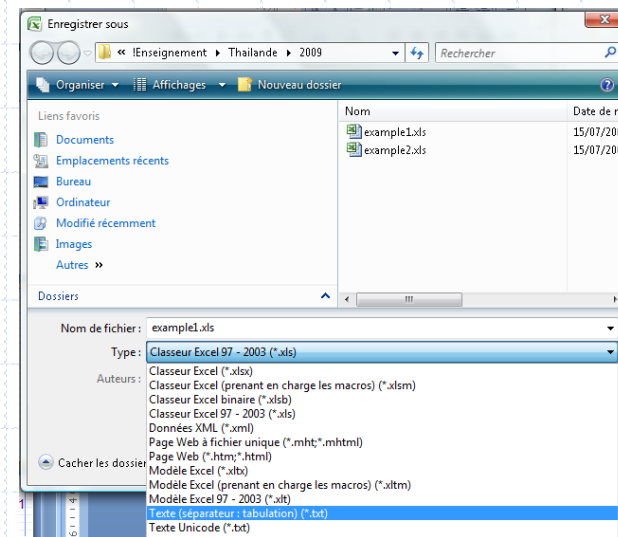 Enregistrer sous
« !Enseignement ▸ Thailande ▸ 2009
Rechercher
Organiser
Affichages
Nouveau dossier
Liens favoris
Documents
Emplacements récents
Bureau
Ordinateur
Modifié récemment
Images
Autres »
Dossiers
Nom
Date de
example1.xls
15/07/20
example2.xls
15/07/20
Nom de fichier : example1.xls
Type : Classeur Excel 97 - 2003 (*.xls)
Auteurs :
Classeur Excel (*.xlsx)
Classeur Excel (prenant en charge les macros) (*.xlsm)
Classeur Excel binaire (*.xlsb)
Classeur Excel 97 - 2003 (*.xls)
Données XML (*.xml)
Page Web à fichier unique (*.mht;*.mhtml)
Page Web (*.htm;*.html)
Modèle Excel (*.xltx)
Modèle Excel (prenant en charge les macros) (*.xltm)
Modèle Excel 97 - 2003 (*.xlt)
Texte (séparateur : tabulation) (*.txt)
Texte Unicode (*.txt)
Cacher les dossier